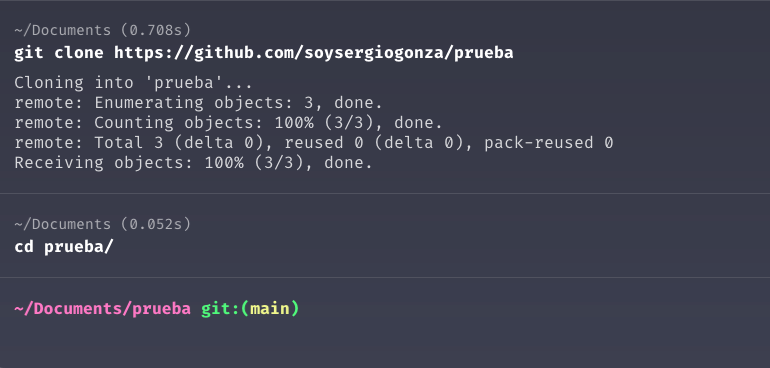 ~/Documents (0.708s)
git clone https://github.com/soysergiogonza/prueba
Cloning into 'prueba'...
remote: Enumerating objects: 3, done.
remote: Counting objects: 100% (3/3), done.
remote: Total 3 (delta 0), reused 0 (delta 0), pack-reused 0
Receiving objects: 100% (3/3), done.
~/Documents (0.052s)
cd prueba/
~/Documents/prueba git:(main)